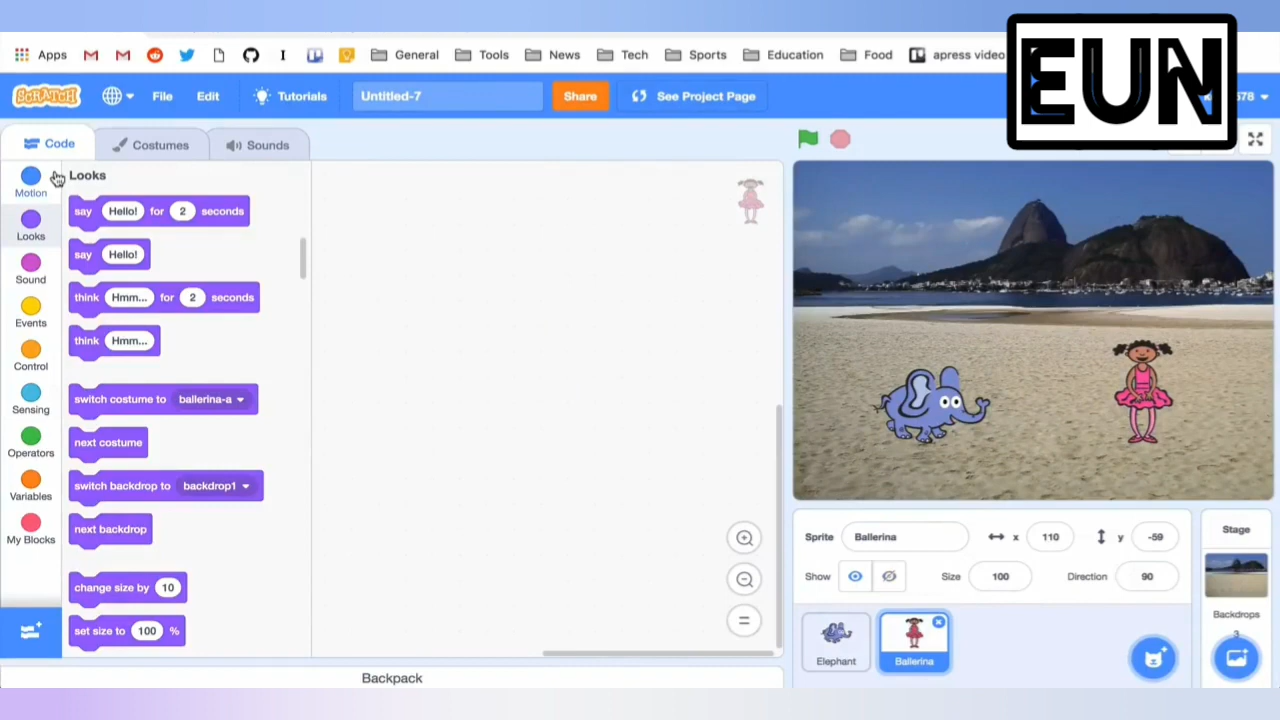 EUN
Apps
General
Tools
News
Tech
Sports
Education
Food
apress video
SCRATCH
File
Edit
Tutorials
Untitled-7
Share
See Project Page
578
Code
Costumes
Sounds
Motion
Looks
Sound
Events
Control
Sensing
Operators
Variables
My Blocks
Looks
say Hello! for 2 seconds
say Hello!
think Hmm... for 2 seconds
think Hmm...
switch costume to ballerina-a
next costume
switch backdrop to backdrop1
next backdrop
change size by 10
set size to 100 %
Backpack
Sprite Ballerina x 110 y -59
Show Size 100 Direction 90
Elephant
Ballerina
Stage
Backdrops
3